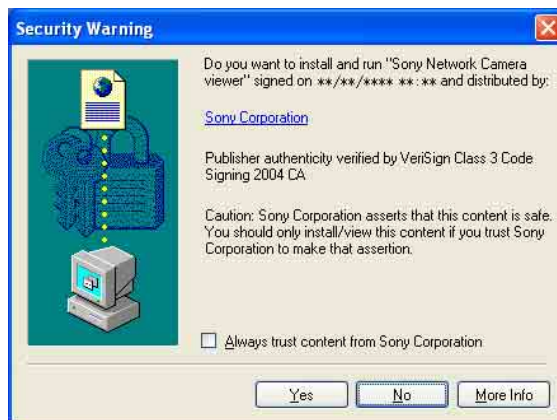 Security Warning
Do you want to install and run "Sony Network Camera
viewer" signed on **/**/**** **:** and distributed by:
Sony Corporation
Publisher authenticity verified by VeriSign Class 3 Code
Signing 2004 CA
Caution: Sony Corporation asserts that this content is safe.
You should only install/view this content if you trust Sony
Corporation to make that assertion.
Always trust content from Sony Corporation
Yes
No
More Info